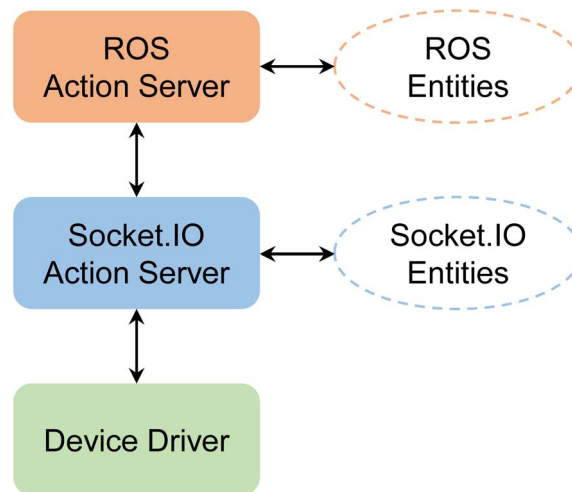 ROS
Action Server
ROS
Entities
Socket.IO
Action Server
Socket.IO
Entities
Device Driver